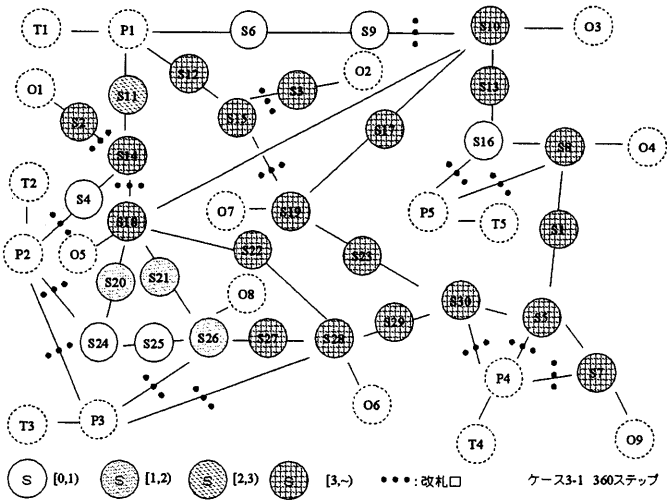 T1 P1 S6 S9 S10 O3
O1 S12 S3 O2
S11 S13
S2 S15 S17
S14 S16 S8 O4
T2 S4
P2 O5 S18 O7 S19 P5 T5
S22 S23 S1
S20 S21 O8
S30 S5
S24 S25 S26 S27 S28 S29
P4 S7
T3 P3 O6
T4 O9
S [0,1) S [1,2) S [2,3) S [3,~) :改札口 ケース3-1 360ステップ